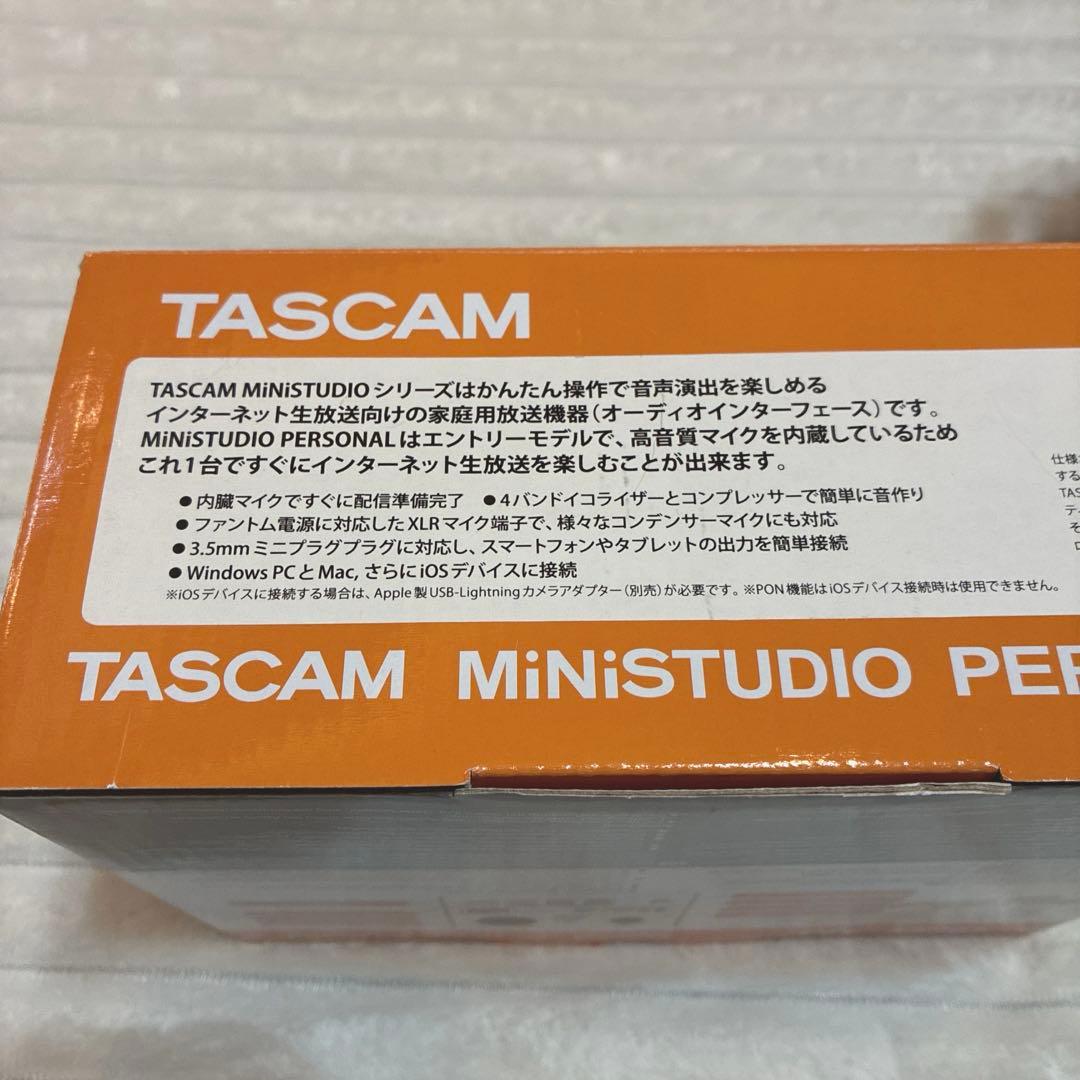 TASCAM
TASCAM MiNiSTUDIO シリーズはかんたん操作で音声演出を楽しめる
インターネット生放送向けの家庭用放送機器（オーディオインターフェース）です。
MiNiSTUDIO PERSONALはエントリーモデルで、高音質マイクを内蔵しているため
これ1台ですぐにインターネット生放送を楽しむことが出来ます。
●内臓マイクですぐに配信準備完了 ●4バンドイコライザーとコンプレッサーで簡単に音作り
●ファントム電源に対応したXLRマイク端子で、様々なコンデンサーマイクにも対応
●3.5mmミニプラグプラグに対応し、スマートフォンやタブレットの出力を簡単接続
●Windows PCとMac, さらにiOSデバイスに接続
※iOSデバイスに接続する場合は、Apple製USB-Lightningカメラアダプター（別売）が必要です。※PON機能はiOSデバイス接続時は使用できません。
仕様
する
TAS
ティ
そ
TASCAM MiNiSTUDIO PER